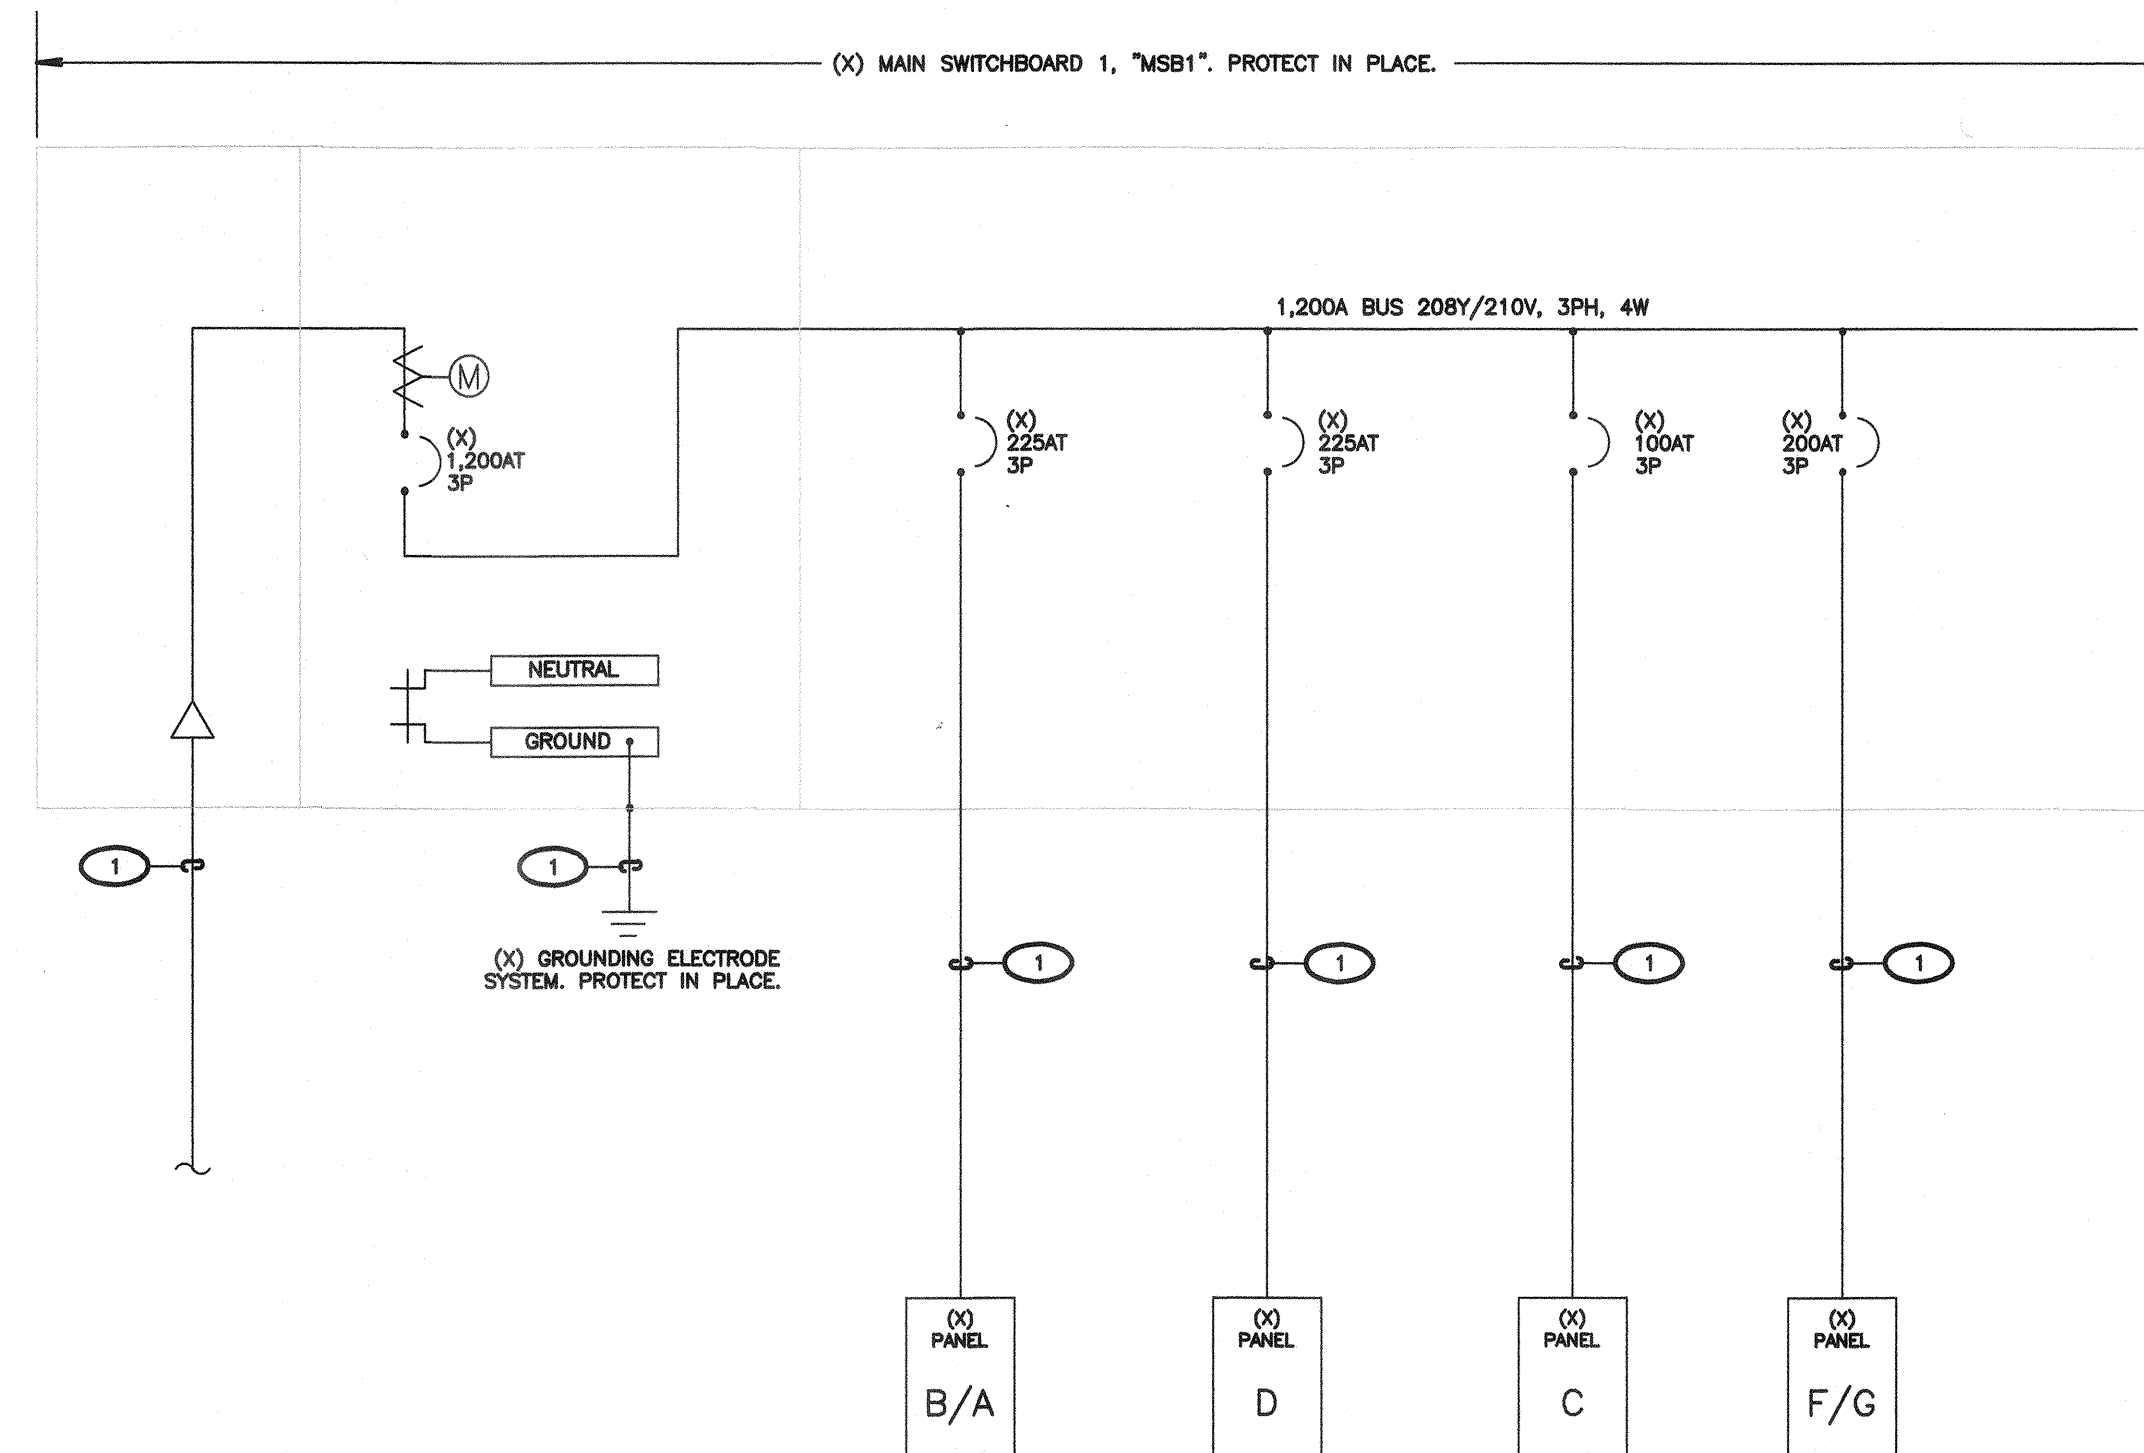 (X) MAIN SWITCHBOARD 1, "MSB1". PROTECT IN PLACE.
1,200A BUS 208Y/210V, 3PH, 4W
M
(X)
1,200AT
3P
(X)
225AT
3P
(X)
225AT
3P
(X)
100AT
3P
(X)
200AT
3P
NEUTRAL
GROUND
1
1
(X) GROUNDING ELECTRODE
SYSTEM. PROTECT IN PLACE.
1
1
1
1
(X)
PANEL
B/A
(X)
PANEL
D
(X)
PANEL
C
(X)
PANEL
F/G